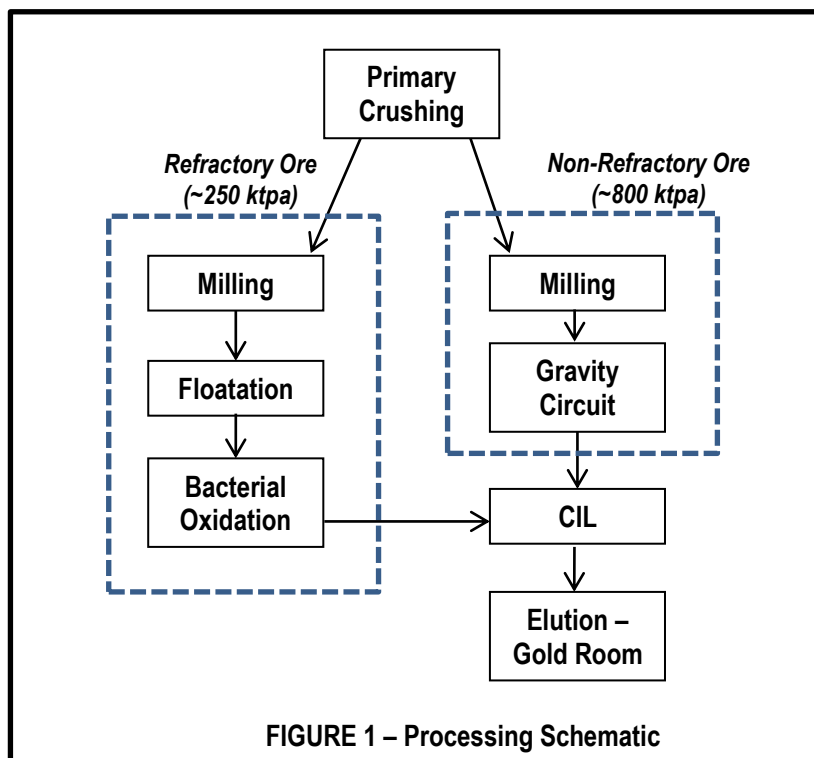 Primary
Crushing
Refractory Ore
(~250 ktpa)
Non-Refractory Ore
(~800 ktpa)
Milling
Milling
Floatation
Gravity
Circuit
Bacterial
Oxidation
CIL
Elution –
Gold Room
FIGURE 1 – Processing Schematic